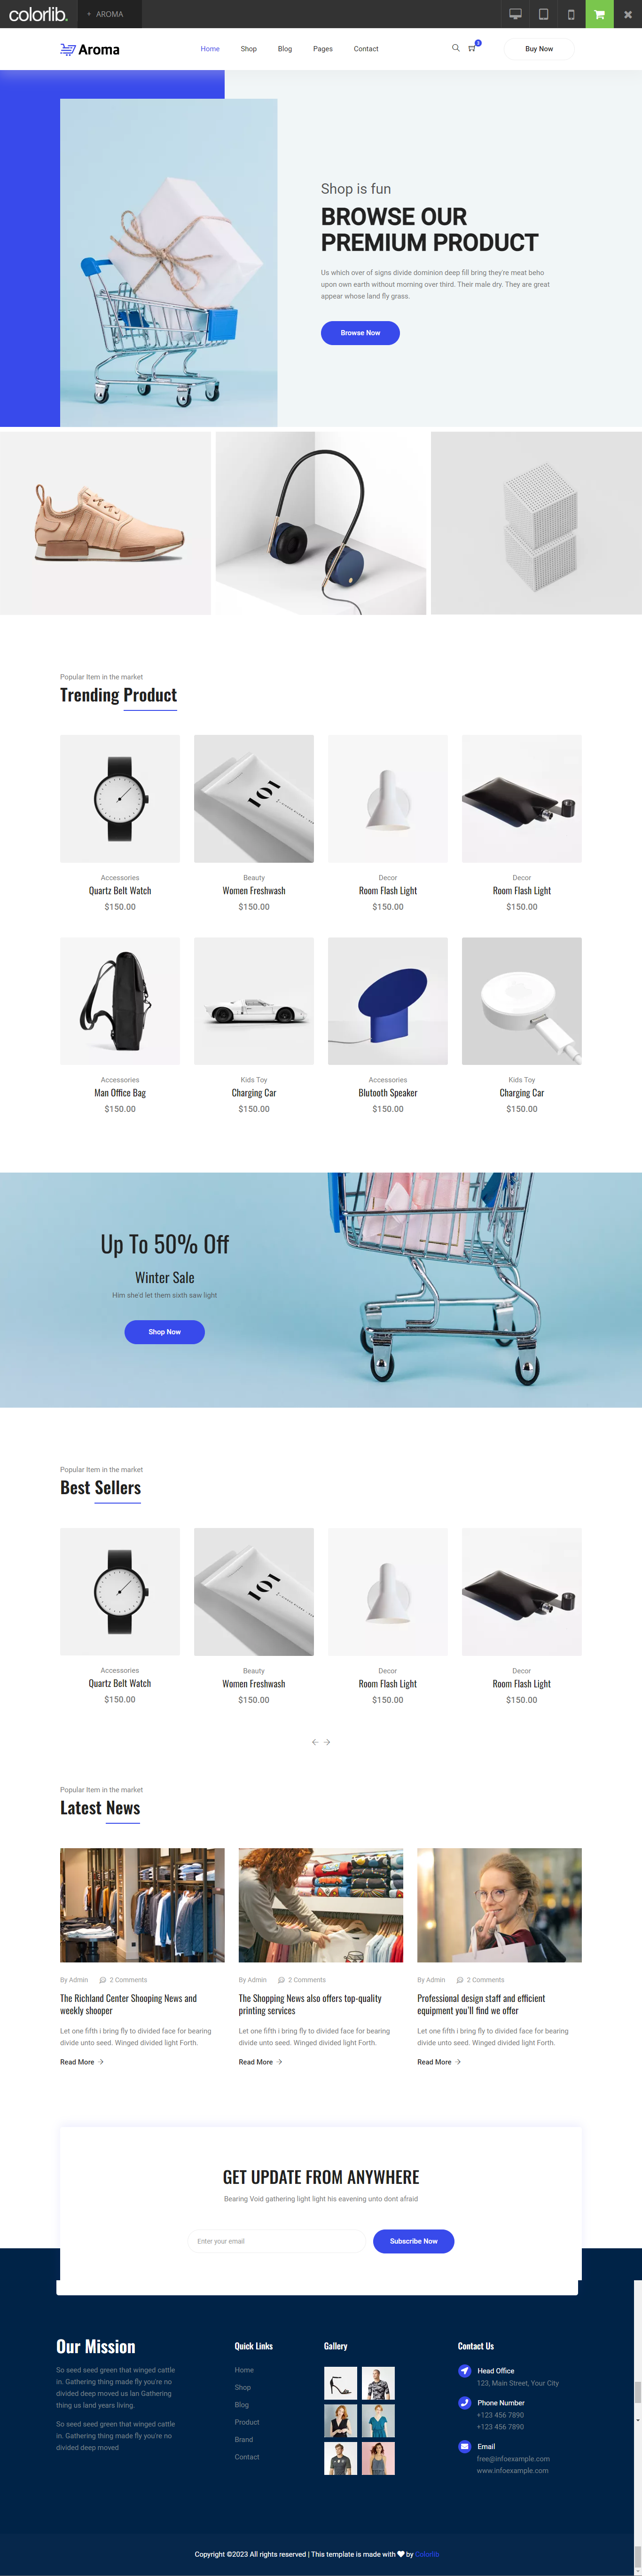 colorlib.
+ AROMA
Aroma
Home Shop Blog Pages Contact
3
Buy Now
Shop is fun
BROWSE OUR
PREMIUM PRODUCT
Us which over of signs divide dominion deep fill bring they're meat beho
upon own earth without morning over third. Their male dry. They are great
appear whose land fly grass.
Browse Now
Popular Item in the market
Trending Product
101
Accessories
Quartz Belt Watch
$150.00
Beauty
Women Freshwash
$150.00
Decor
Room Flash Light
$150.00
Decor
Room Flash Light
$150.00
Accessories
Man Office Bag
$150.00
Kids Toy
Charging Car
$150.00
Accessories
Blutooth Speaker
$150.00
Kids Toy
Charging Car
$150.00
Up To 50% Off
Winter Sale
Him she'd let them sixth saw light
Shop Now
Popular Item in the market
Best Sellers
101
Accessories
Quartz Belt Watch
$150.00
Beauty
Women Freshwash
$150.00
Decor
Room Flash Light
$150.00
Decor
Room Flash Light
$150.00
Popular Item in the market
Latest News
By Admin 2 Comments
The Richland Center Shooping News and
weekly shooper
Let one fifth i bring fly to divided face for bearing
divide unto seed. Winged divided light Forth.
Read More
By Admin 2 Comments
The Shopping News also offers top-quality
printing services
Let one fifth i bring fly to divided face for bearing
divide unto seed. Winged divided light Forth.
Read More
By Admin 2 Comments
Professional design staff and efficient
equipment you'll find we offer
Let one fifth i bring fly to divided face for bearing
divide unto seed. Winged divided light Forth.
Read More
GET UPDATE FROM ANYWHERE
Bearing Void gathering light light his eavening unto dont afraid
Enter your email
Subscribe Now
Our Mission
So seed seed green that winged cattle
in. Gathering thing made fly you're no
divided deep moved us lan Gathering
thing us land years living.
So seed seed green that winged cattle
in. Gathering thing made fly you're no
divided deep moved
Quick Links
Home
Shop
Blog
Product
Brand
Contact
Gallery
Contact Us
Head Office
123, Main Street, Your City
Phone Number
+123 456 7890
+123 456 7890
Email
free@infoexample.com
www.infoexample.com
Copyright ©2023 All rights reserved | This template is made with by Colorlib